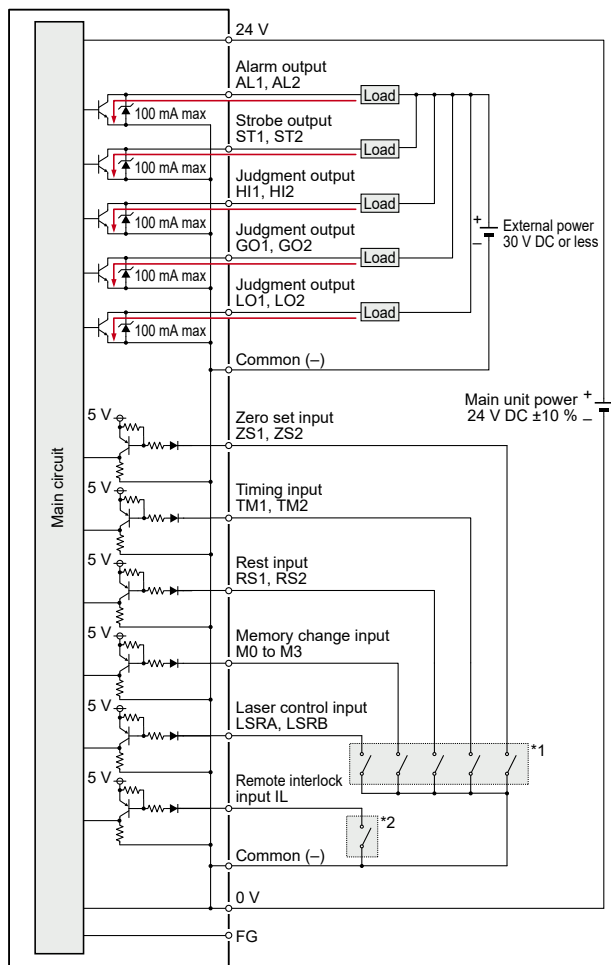 24 V
Alarm output
AL1, AL2
Load
100 mA max
Strobe output
ST1, ST2
Load
100 mA max
Judgment output
HI1, HI2
Load
100 mA max
Judgment output
GO1, GO2
Load
100 mA max
Judgment output
LO1, LO2
Load
100 mA max
+
External power
30 V DC or less
–
Common (–)
Main unit power +
24 V DC ±10 % –
Main circuit
5 V
Zero set input
ZS1, ZS2
5 V
Timing input
TM1, TM2
5 V
Rest input
RS1, RS2
5 V
Memory change input
M0 to M3
5 V
Laser control input
LSRA, LSRB
*1
5 V
Remote interlock
input IL
*2
Common (–)
0 V
FG